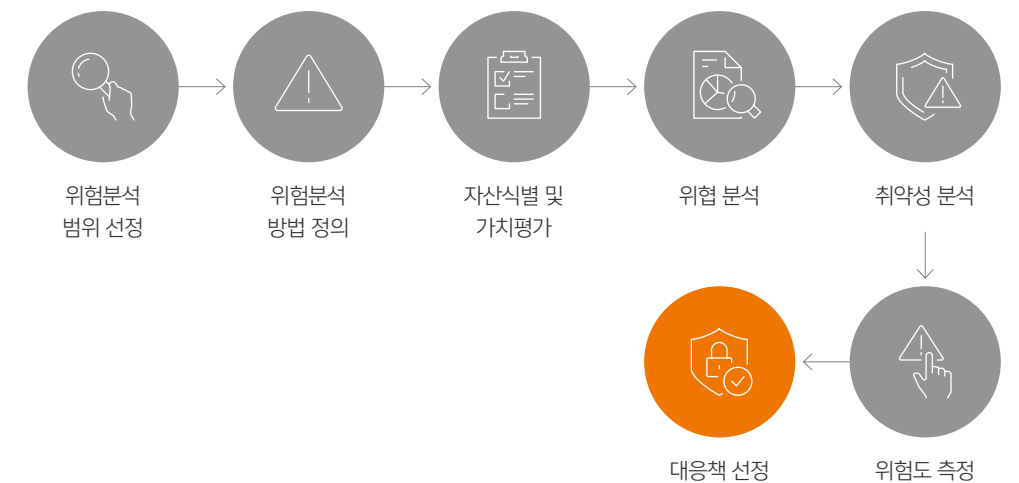 위험분석
범위 선정
위험분석
방법 정의
자산식별 및
가치평가
위협 분석
취약성 분석
위험도 측정
대응책 선정